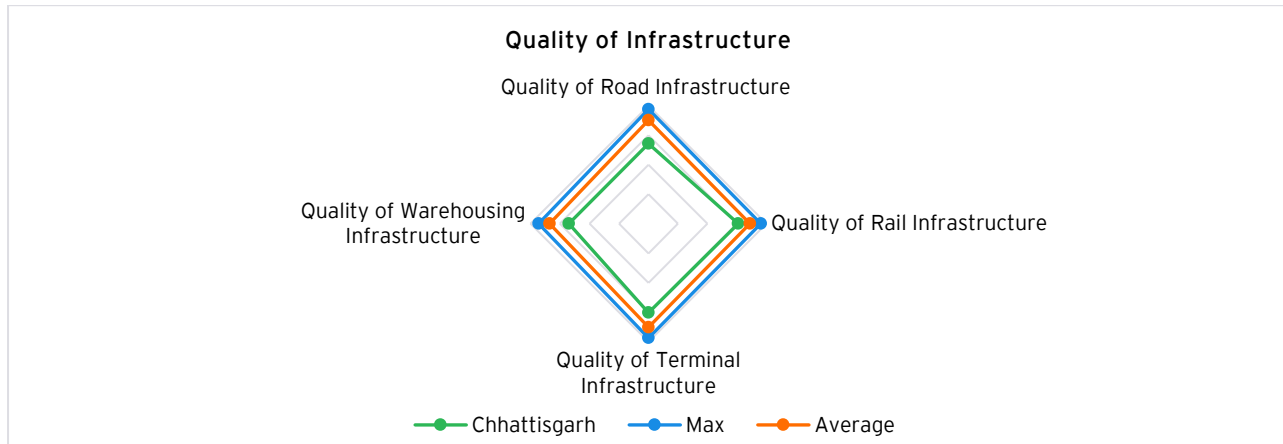 Quality of Infrastructure
Quality of Road Infrastructure
Quality of Warehousing
Infrastructure
Quality of Rail Infrastructure
Quality of Terminal
Infrastructure
Chhattisgarh
Max
Average